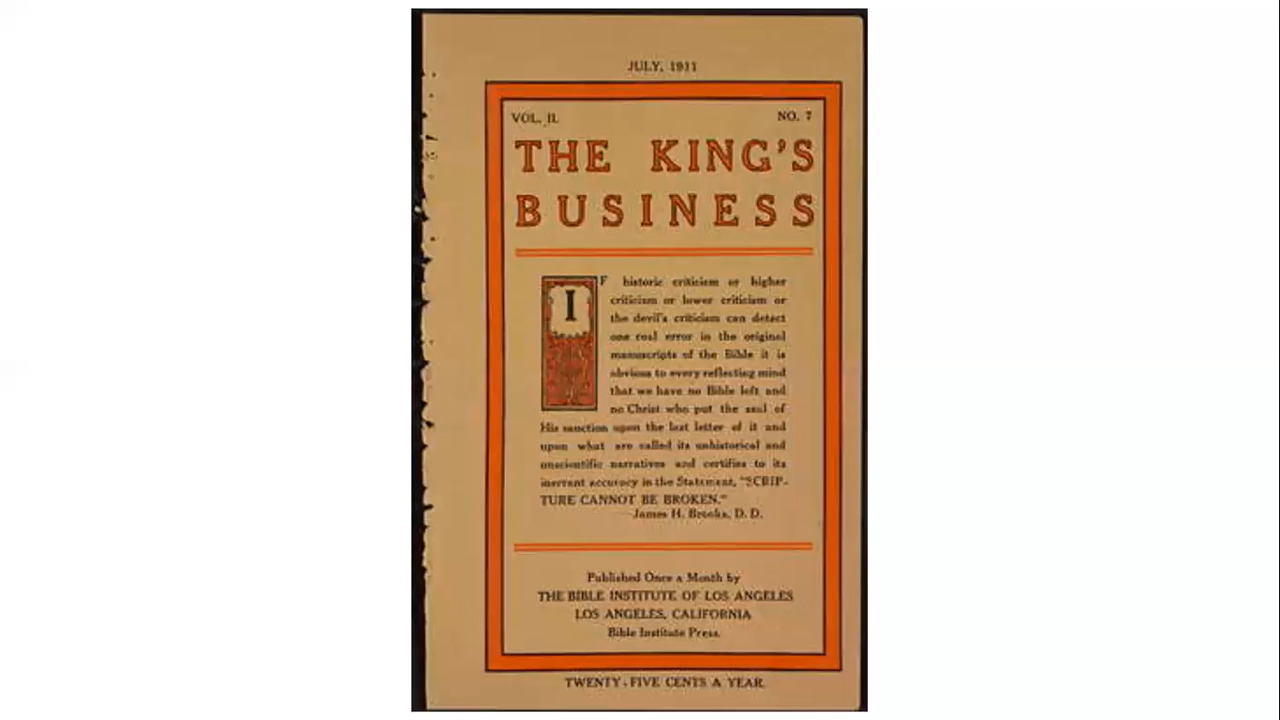 JULY, 1911
VOL. II. NO. 7
THE KING'S
BUSINESS
IF historic criticism or higher
criticism or lower criticism or
the devil's criticism can detect
one real error in the original
manuscripts of the Bible it is
obvious to every reflecting mind
that we have no Bible left and
no Christ who put the seal of
His sanction upon the last letter of it and
upon what are called its unhistorical and
unscientific narratives and certifies to its
inerrant accuracy in the Statement, "SCRIP-
TURE CANNOT BE BROKEN."
—James H. Brooks, D. D.
Published Once a Month by
THE BIBLE INSTITUTE OF LOS ANGELES
LOS ANGELES, CALIFORNIA
Bible Institute Press.
TWENTY-FIVE CENTS A YEAR